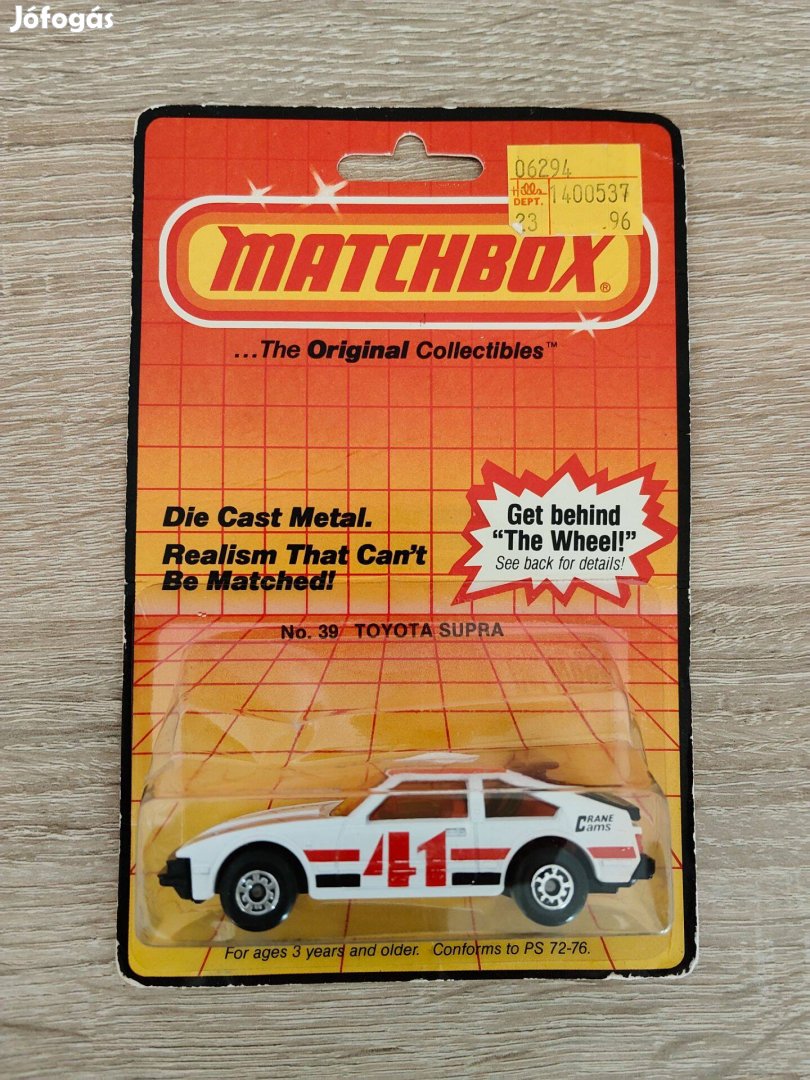 Jófogás
06294
Hills
DEPT.
1400537
23
.96
MATCHBOX®
...The Original Collectibles™
Die Cast Metal.
Realism That Can't
Be Matched!
Get behind
"The Wheel!"
See back for details!
No. 39 TOYOTA SUPRA
41
CRANE
Cams
For ages 3 years and older. Conforms to PS 72-76.